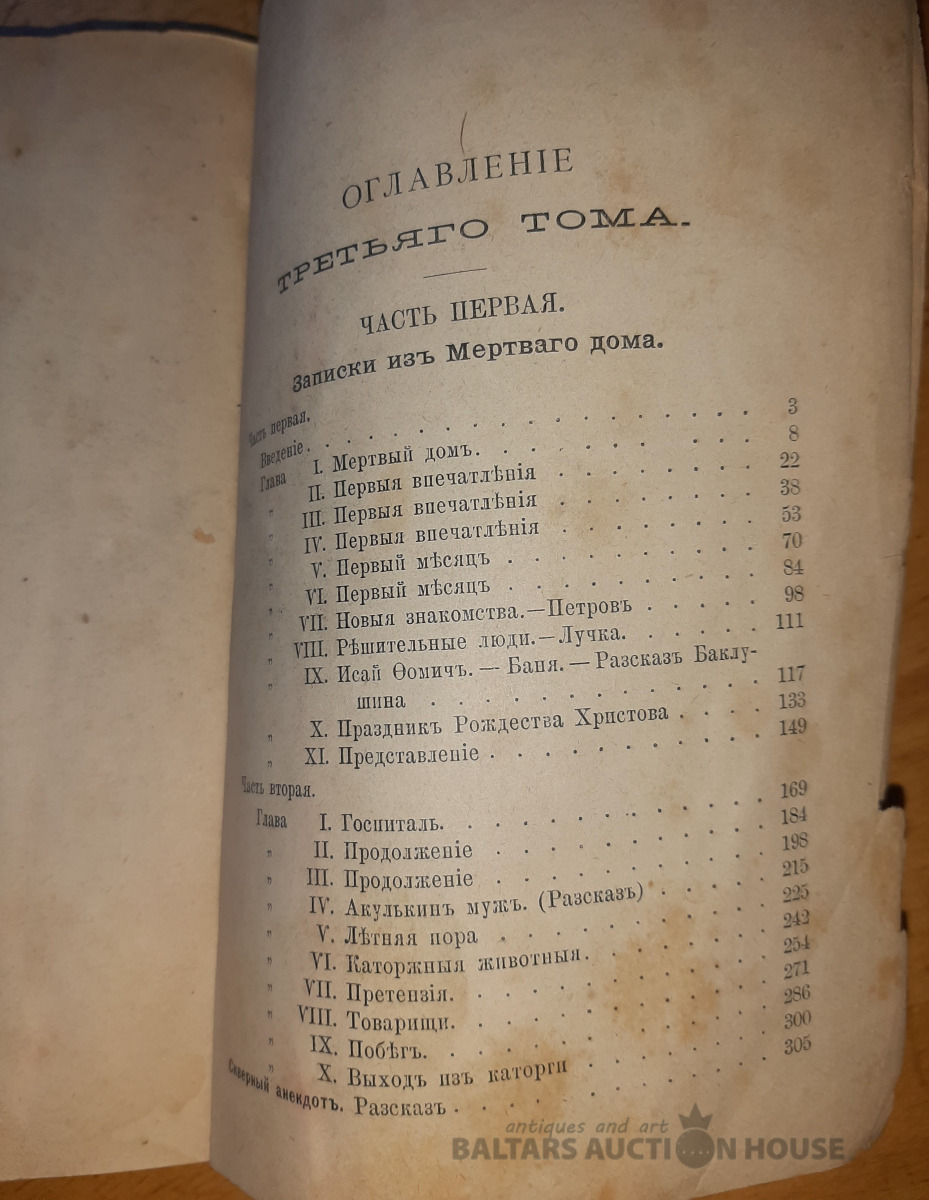 ОГЛАВЛЕНІЕ
ТРЕТЬЯГО ТОМА.
ЧАСТЬ ПЕРВАЯ.
Записки изъ Мертваго дома.
Часть первая.
Введеніе . . . . . . . . . . . . . . . . . 3
Глава I. Мертвый домъ. . . . . . . . . . 8
„ II. Первыя впечатлѣнія . . . . . . . . 22
„ III. Первыя впечатлѣнія . . . . . . . . 38
„ IV. Первыя впечатлѣнія . . . . . . . . 53
„ V. Первый мѣсяцъ . . . . . . . . . . 70
„ VI. Первый мѣсяцъ . . . . . . . . . . 84
„ VII. Новыя знакомства.—Петровъ . . . . . 98
„ VIII. Рѣшительные люди.—Лучка. . . . . . 111
„ IX. Исай Ѳомичъ. — Баня. — Разсказъ Баклу-
шина . . . . . . . . . . . . . 117
„ X. Праздникъ Рождества Христова . . . . 133
„ XI. Представленіе . . . . . . . . . . . 149
Часть вторая.
Глава I. Госпиталь. . . . . . . . . . . . 169
„ II. Продолженіе . . . . . . . . . . 184
„ III. Продолженіе . . . . . . . . . . 198
„ IV. Акулькинъ мужъ. (Разсказъ) . . . . . 215
„ V. Лѣтняя пора . . . . . . . . . . 225
„ VI. Каторжныя животныя. . . . . . . 242
„ VII. Претензія. . . . . . . . . . . . 254
„ VIII. Товарищи. . . . . . . . . . . . 271
„ IX. Побѣгъ. . . . . . . . . . . . . 286
„ X. Выходъ изъ каторги . . . . . . . 300
Скверный анекдотъ. Разсказъ . . . . . . . . . . 305
antiques and art
BALTARS AUCTION HOUSE